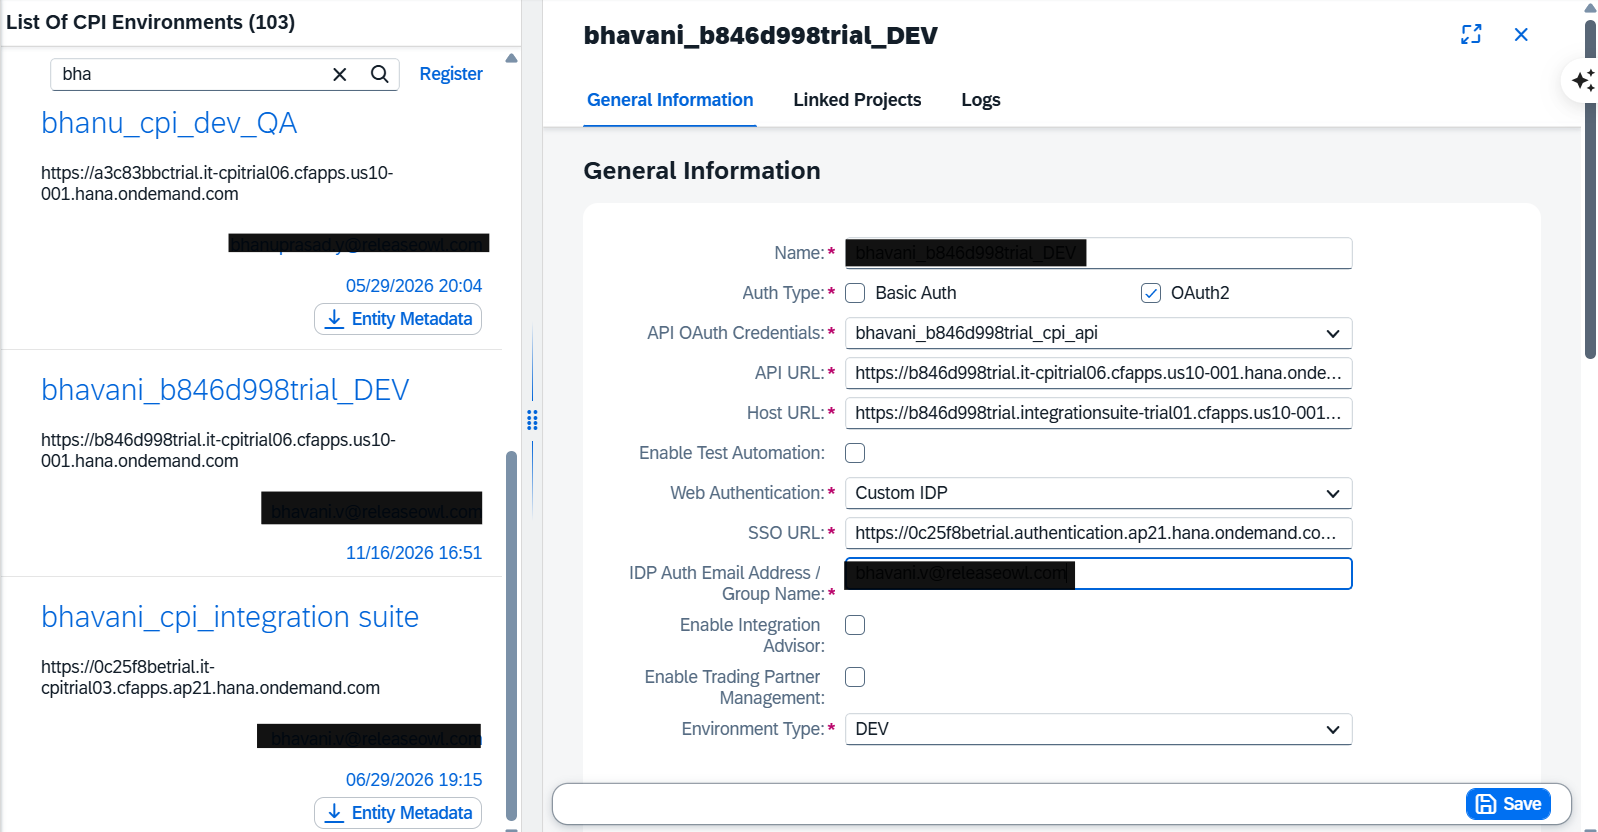 List Of CPI Environments (103)
bha
Register
bhanu_cpi_dev_QA
https://a3c83bbctrial.it-cpitrial06.cfapps.us10-
001.hana.ondemand.com
05/29/2026 20:04
Entity Metadata
bhavani_b846d998trial_DEV
https://b846d998trial.it-cpitrial06.cfapps.us10-
001.hana.ondemand.com
11/16/2026 16:51
bhavani_cpi_integration suite
https://0c25f8betrial.it-
cpitrial03.cfapps.ap21.hana.ondemand.com
06/29/2026 19:15
Entity Metadata
bhavani_b846d998trial_DEV
General Information
Linked Projects
Logs
General Information
Name:*
Auth Type:* Basic Auth OAuth2
API OAuth Credentials:* bhavani_b846d998trial_cpi_api
API URL:* https://b846d998trial.it-cpitrial06.cfapps.us10-001.hana.onde...
Host URL:* https://b846d998trial.integrationsuite-trial01.cfapps.us10-001...
Enable Test Automation:
Web Authentication:* Custom IDP
SSO URL:* https://0c25f8betrial.authentication.ap21.hana.ondemand.co...
IDP Auth Email Address /
Group Name:*
Enable Integration
Advisor:
Enable Trading Partner
Management:
Environment Type:* DEV
Save